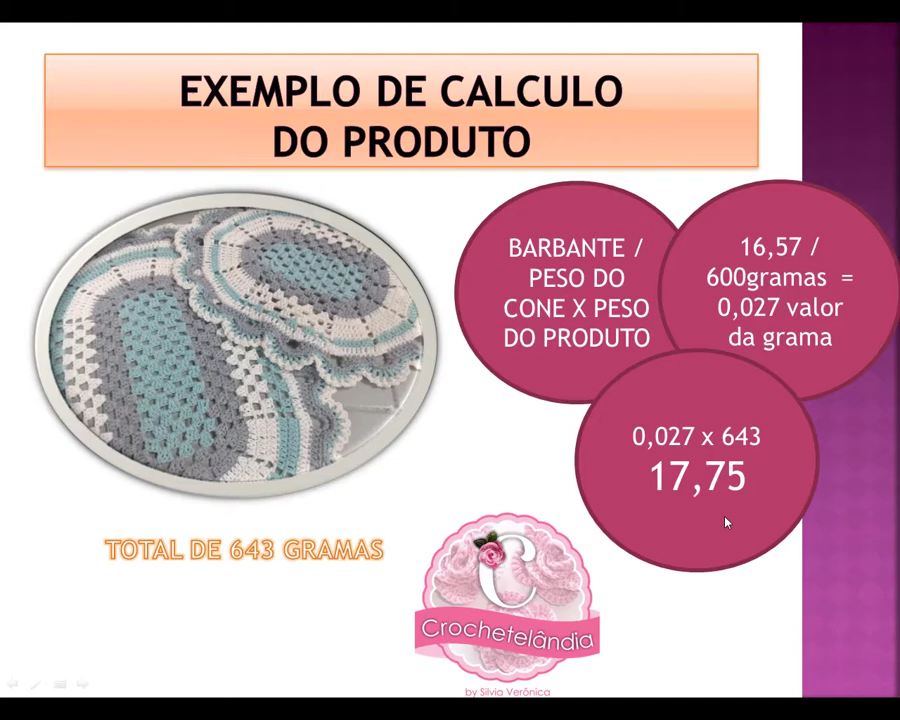 EXEMPLO DE CALCULO
DO PRODUTO
BARBANTE /
PESO DO
CONE X PESO
DO PRODUTO
16,57 /
600gramas =
0,027 valor
da grama
0,027 x 643
17,75
TOTAL DE 643 GRAMAS
C
Crochetelândia
by Silvia Verônica